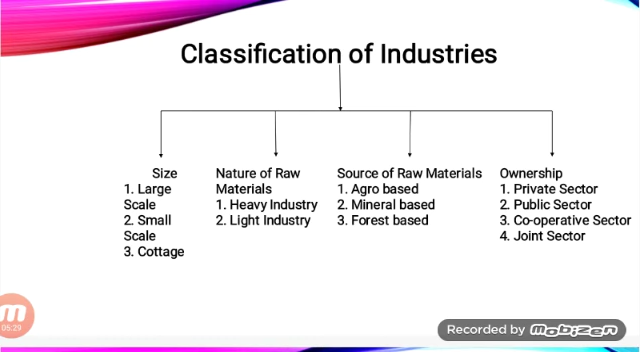 Classification of Industries
Size
1. Large
Scale
2. Small
Scale
3. Cottage
Nature of Raw
Materials
1. Heavy Industry
2. Light Industry
Source of Raw Materials
1. Agro based
2. Mineral based
3. Forest based
Ownership
1. Private Sector
2. Public Sector
3. Co-operative Sector
4. Joint Sector
m
05:29
Recorded by Mobizen